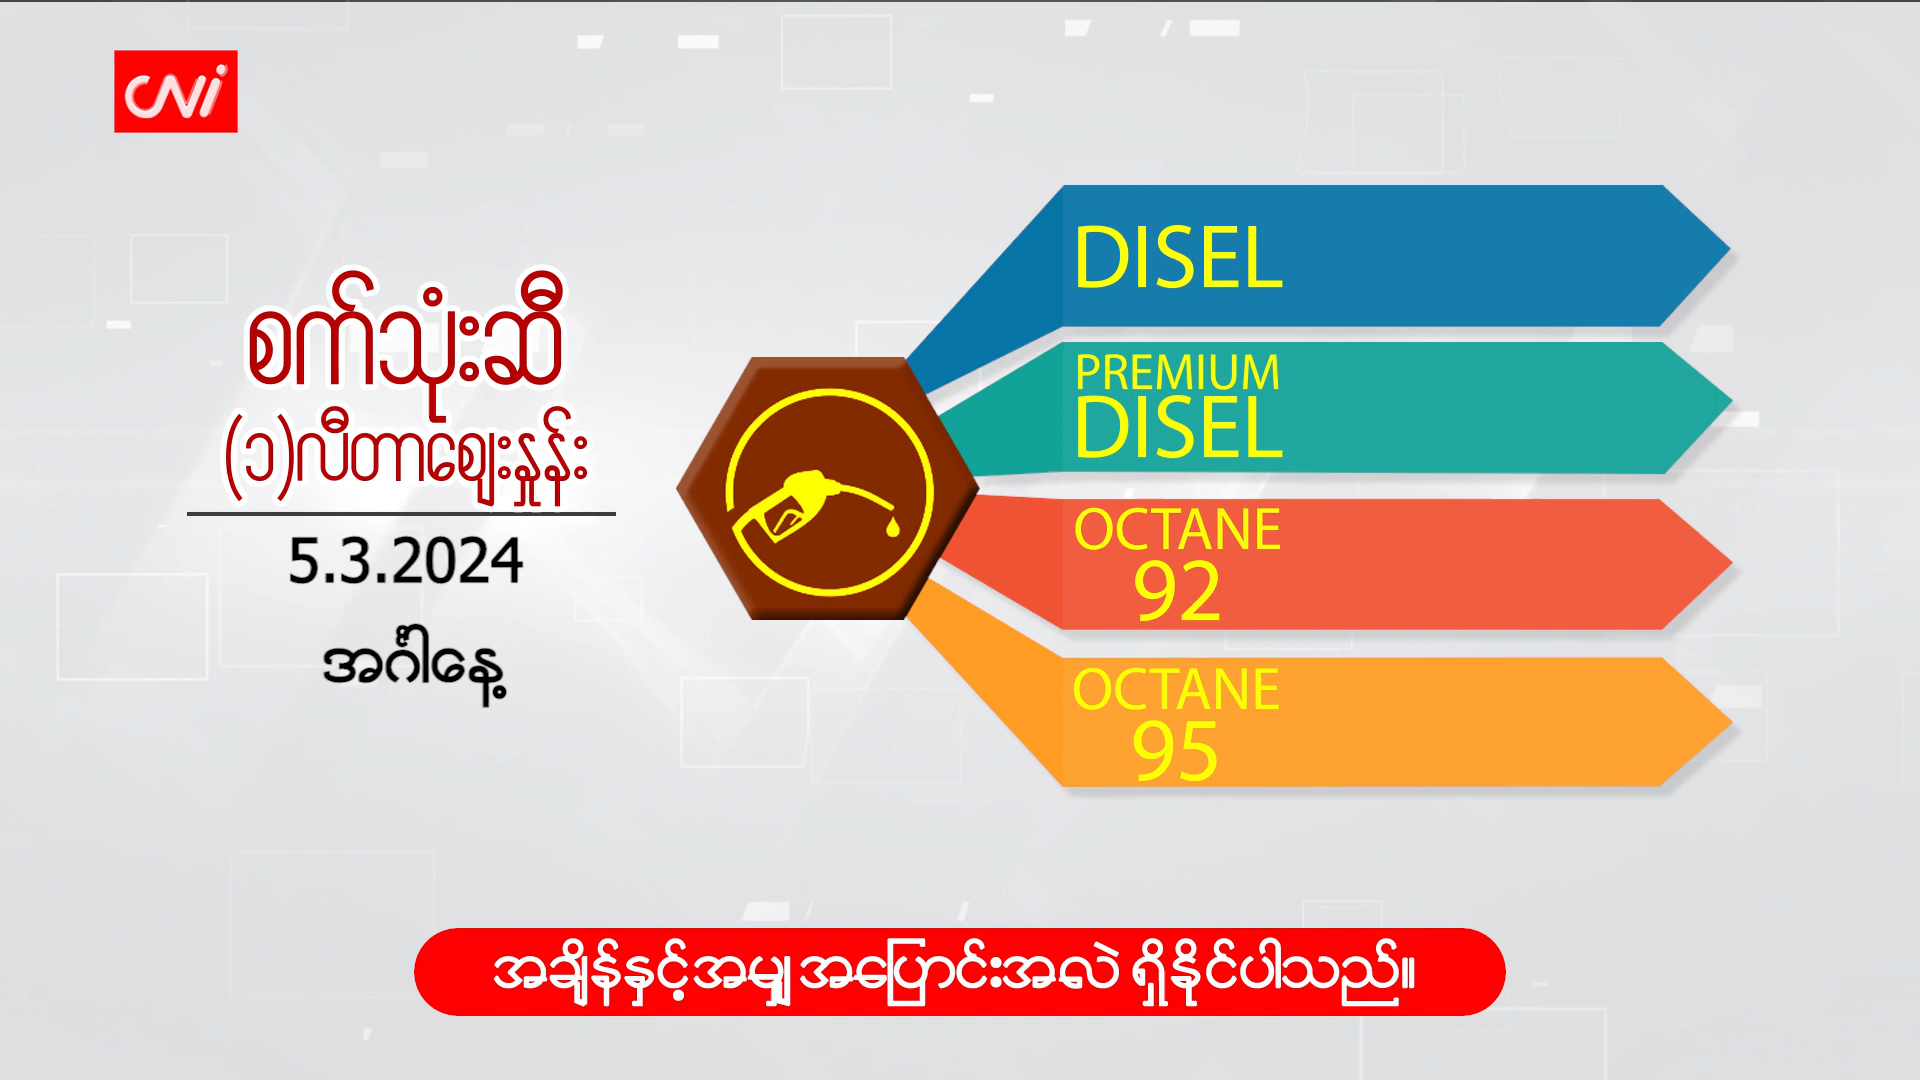 CNi
စက်သုံးဆီ
(၁)လီတာစျေးနှုန်း
5.3.2024
အင်္ဂါနေ့
DISEL
PREMIUM
DISEL
OCTANE
92
OCTANE
95
အချိန်နှင့်အမျှ အပြောင်းအလဲ ရှိနိုင်ပါသည်။